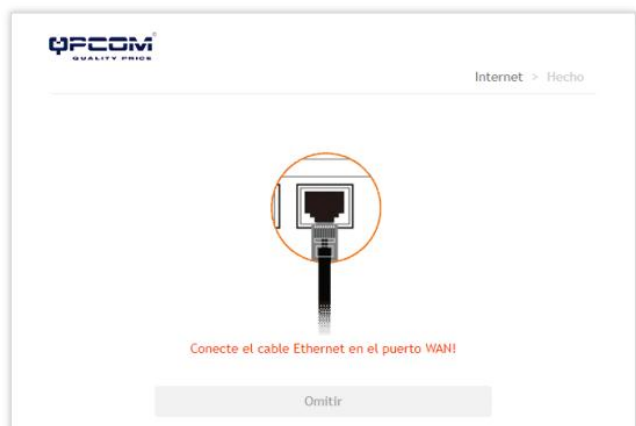 QPCOM
QUALITY PRICE
Internet > Hecho
Conecte el cable Ethernet en el puerto WAN!
Omitir